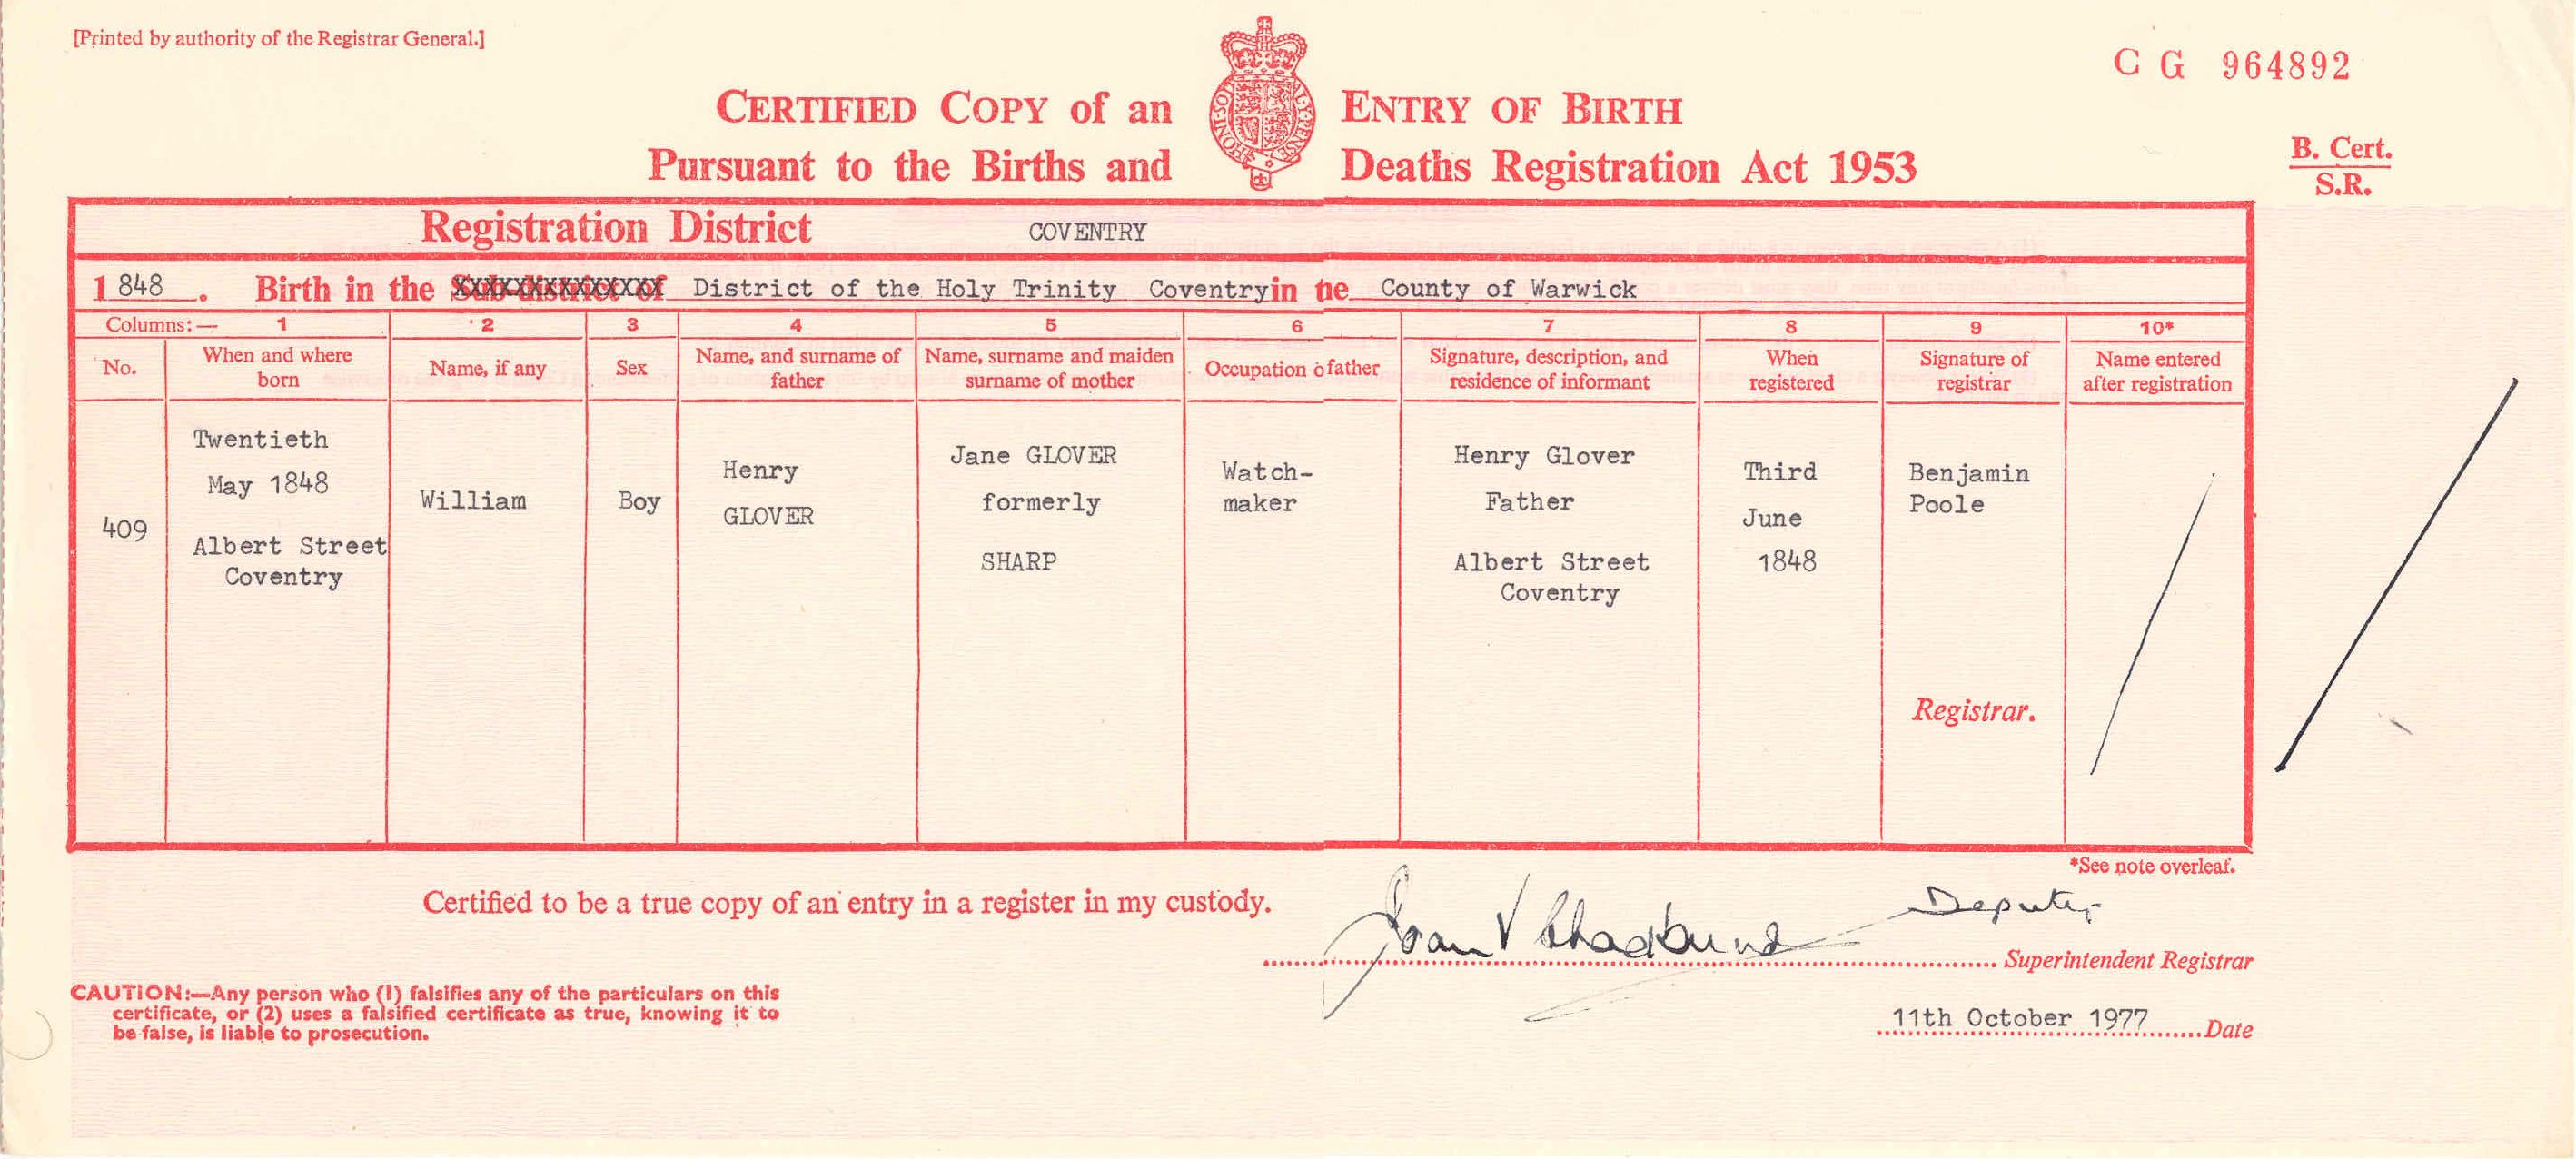 [Printed by authority of the Registrar General.]
C G 964892
CERTIFIED COPY of an ENTRY OF BIRTH
Pursuant to the Births and Deaths Registration Act 1953
B. Cert.
S.R.
Registration District COVENTRY
1848. Birth in the Sub-district of District of the Holy Trinity Coventry in the County of Warwick
Columns:— 1 2 3 4 5 6 7 8 9 10*
No.
When and where
born
Name, if any
Sex
Name, and surname of
father
Name, surname and maiden
surname of mother
Occupation of father
Signature, description, and
residence of informant
When
registered
Signature of
registrar
Name entered
after registration
409
Twentieth
May 1848
Albert Street
Coventry
William
Boy
Henry
GLOVER
Jane GLOVER
formerly
SHARP
Watch-
maker
Henry Glover
Father
Albert Street
Coventry
Third
June
1848
Benjamin
Poole
Registrar.
*See note overleaf.
Certified to be a true copy of an entry in a register in my custody.
Joan V Deputy
Superintendent Registrar
CAUTION:—Any person who (1) falsifies any of the particulars on this
certificate, or (2) uses a falsified certificate as true, knowing it to
be false, is liable to prosecution.
11th October 1977 Date